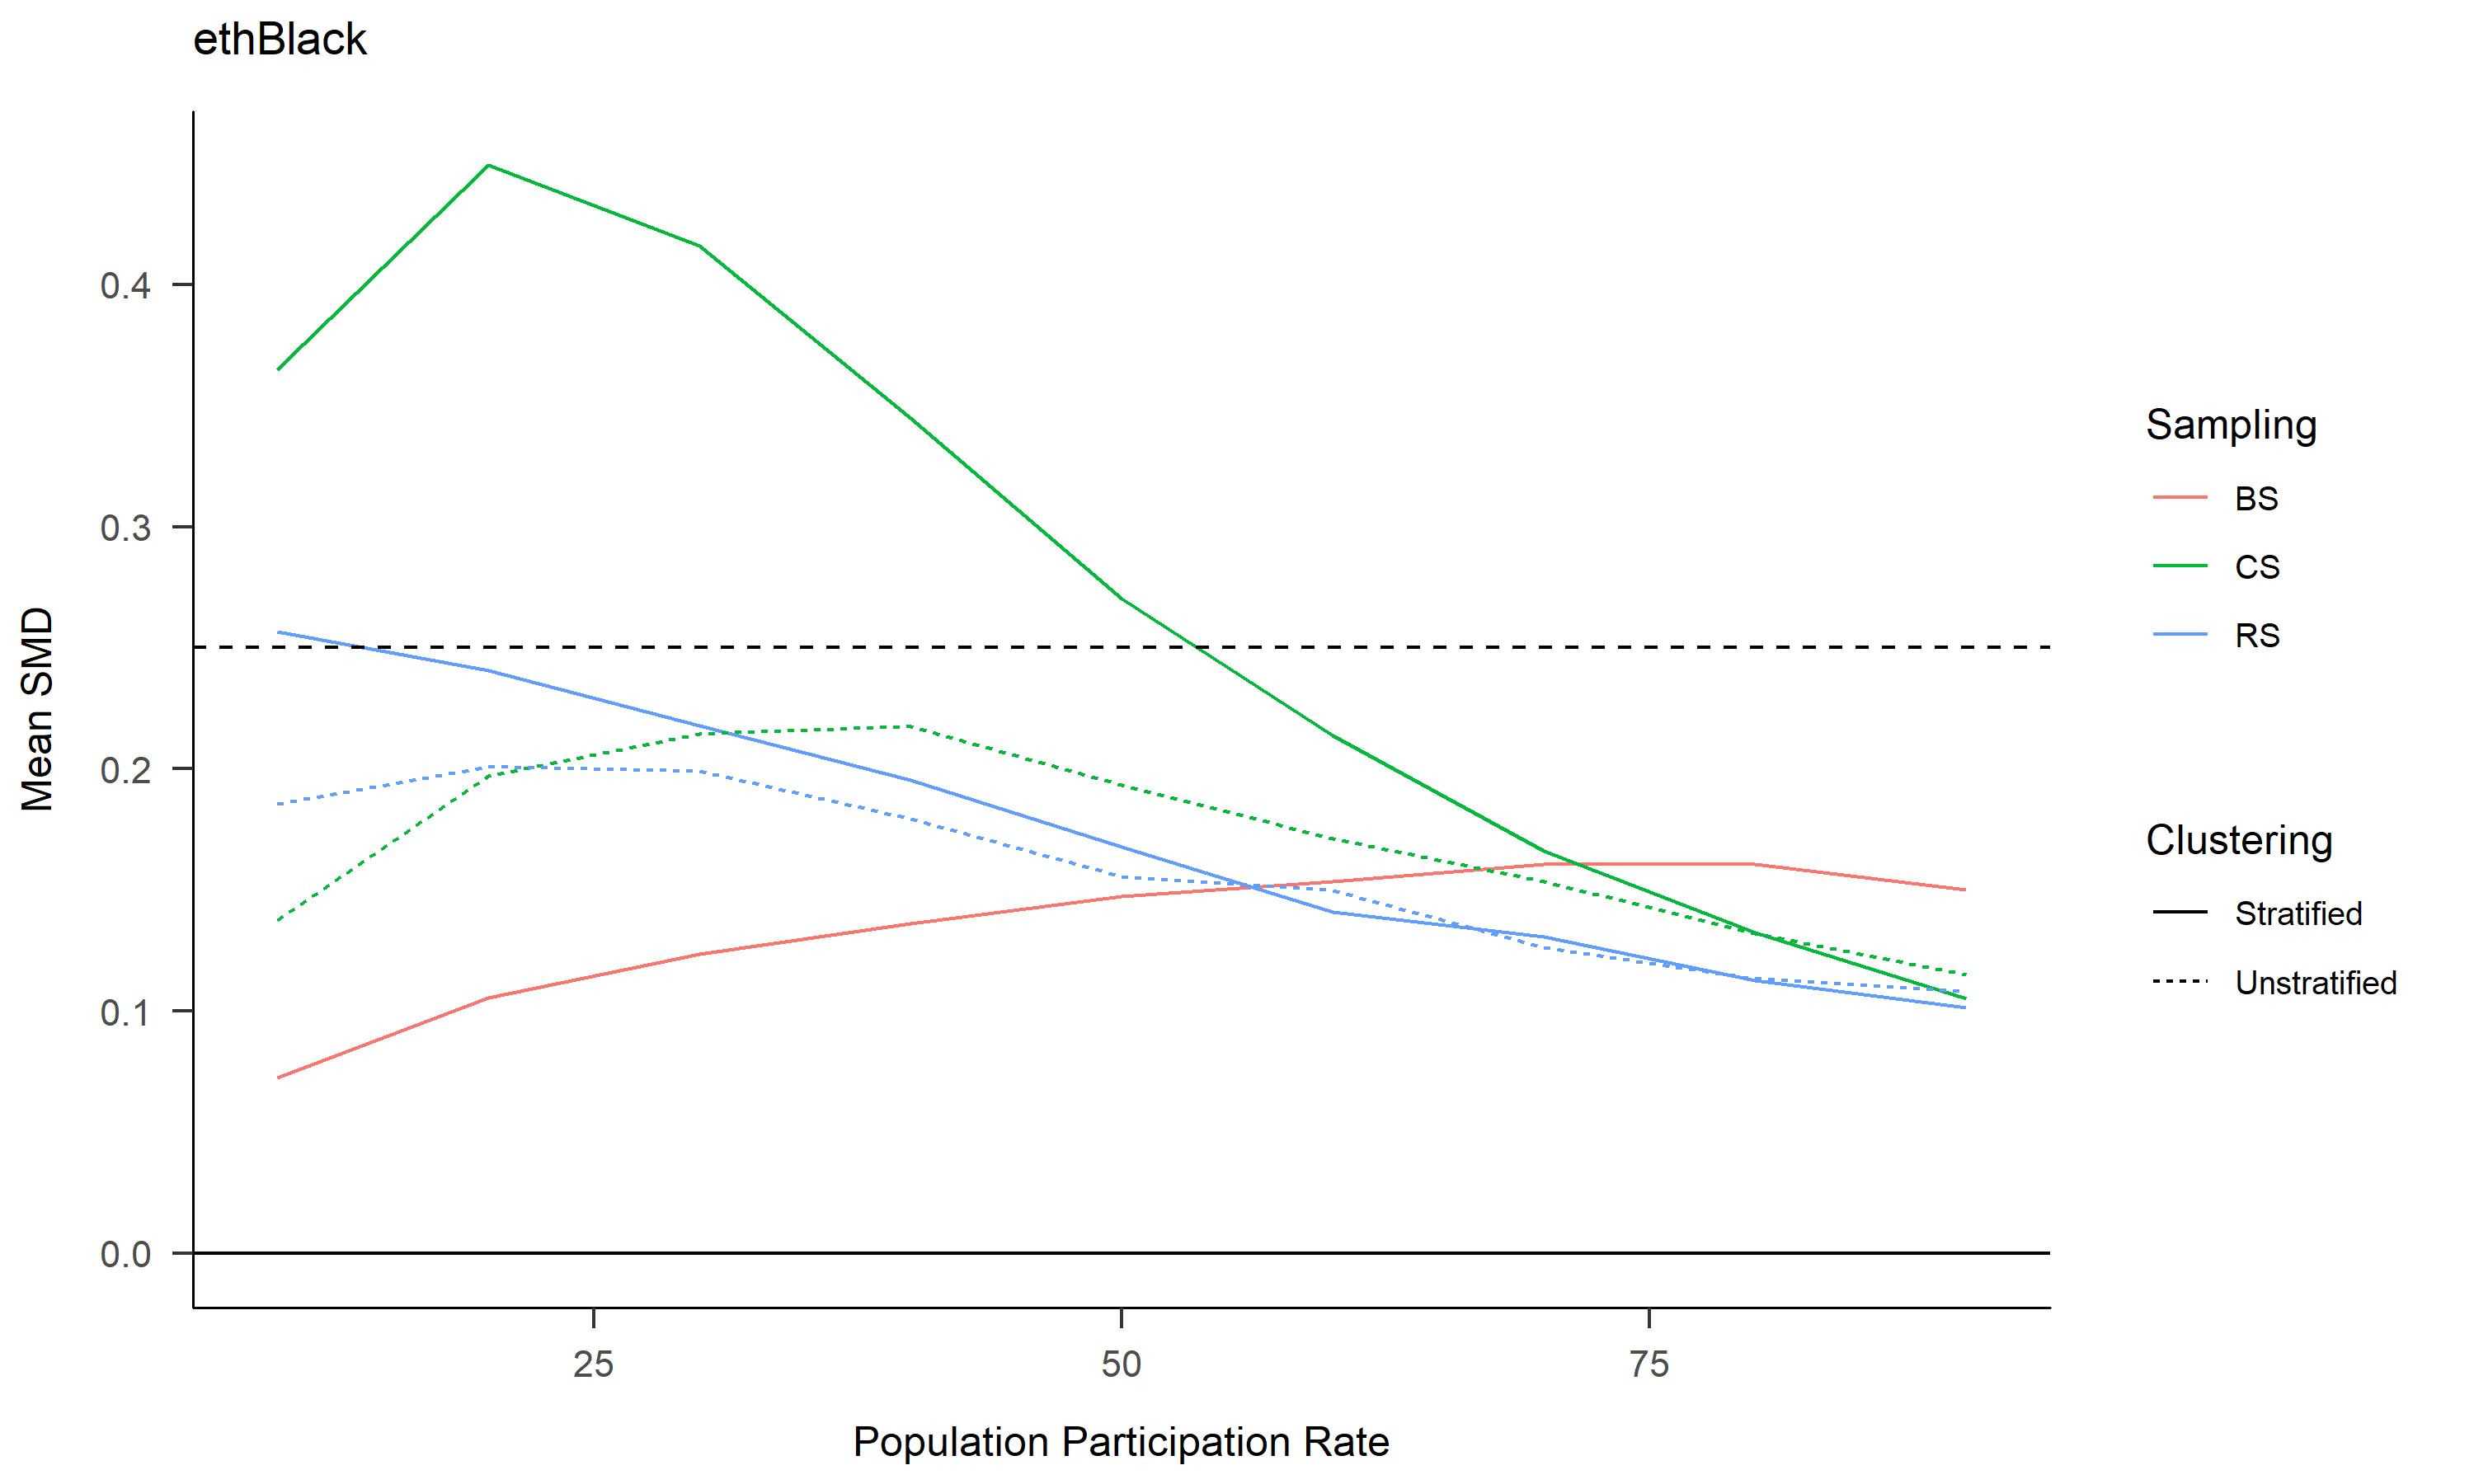 ethBlack
Mean SMD
0.4
0.3
0.2
0.1
0.0
25
50
75
Population Participation Rate
Sampling
BS
CS
RS
Clustering
Stratified
Unstratified